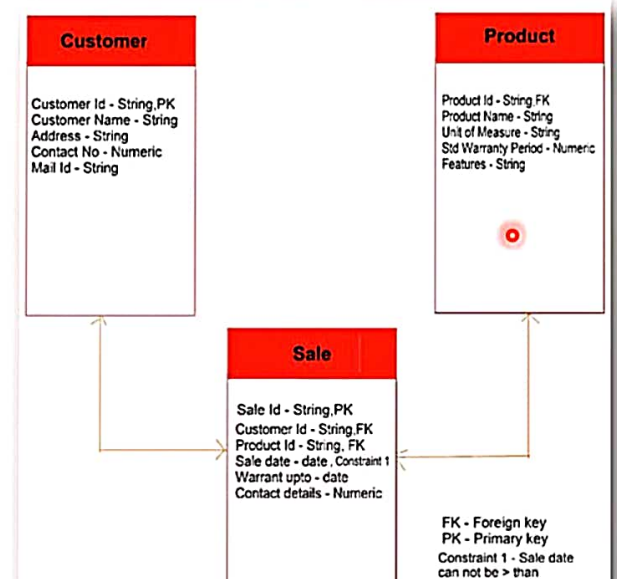 Customer
Customer Id - String,PK
Customer Name - String
Address - String
Contact No - Numeric
Mail Id - String
Product
Product Id - String,FK
Product Name - String
Unit of Measure - String
Std Warranty Period - Numeric
Features - String
Sale
Sale Id - String,PK
Customer Id - String,FK
Product Id - String, FK
Sale date - date , Constraint 1
Warrant upto - date
Contact details - Numeric
FK - Foreign key
PK - Primary key
Constraint 1 - Sale date
can not be > than